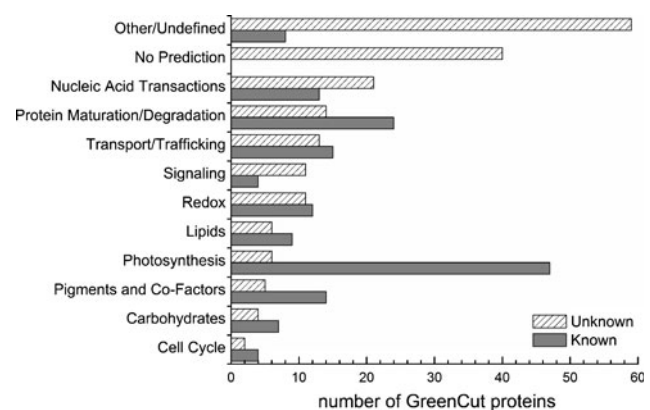 Other/Undefined
No Prediction
Nucleic Acid Transactions
Protein Maturation/Degradation
Transport/Trafficking
Signaling
Redox
Lipids
Photosynthesis
Pigments and Co-Factors
Carbohydrates
Cell Cycle
Unknown
Known
0 10 20 30 40 50 60
number of GreenCut proteins